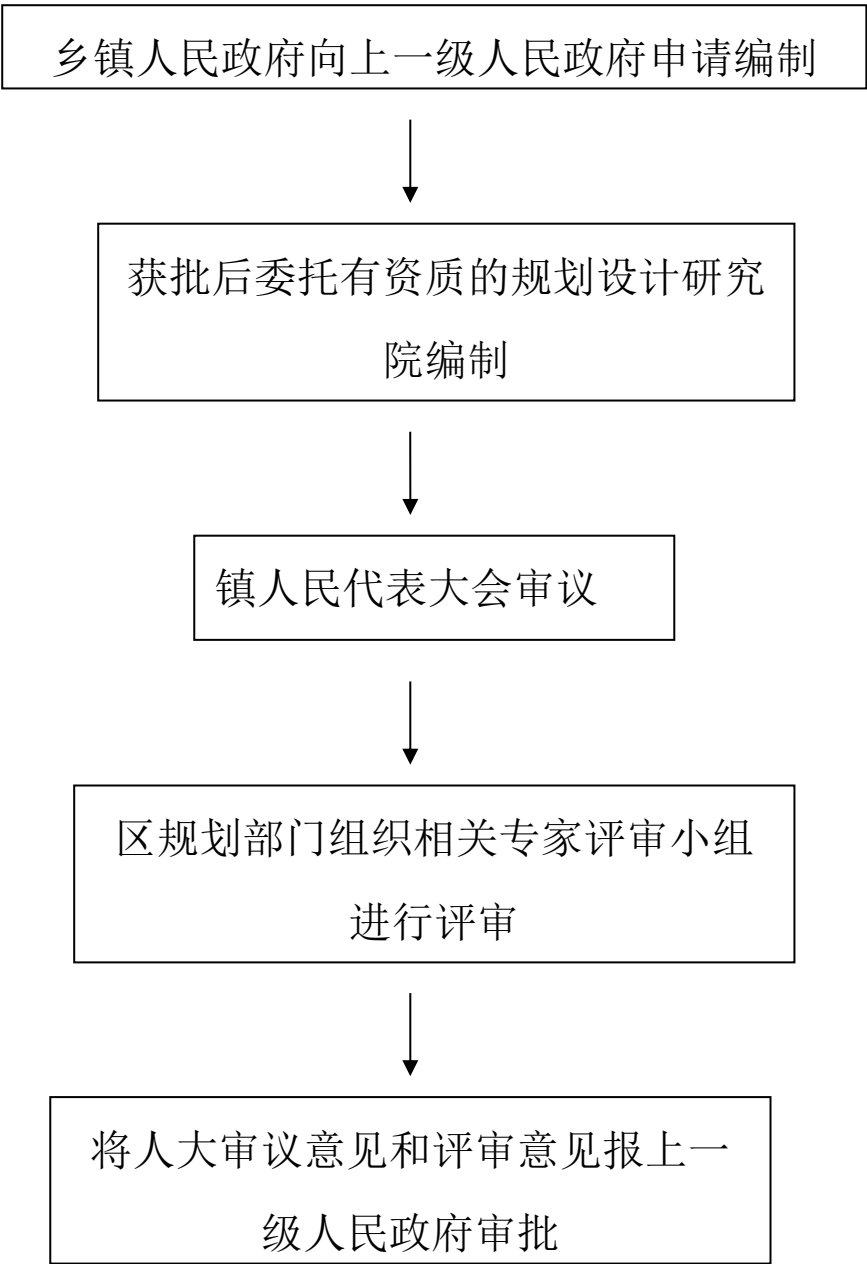 乡镇人民政府向上一级人民政府申请编制
获批后委托有资质的规划设计研究
院编制
镇人民代表大会审议
区规划部门组织相关专家评审小组
进行评审
将人大审议意见和评审意见报上一
级人民政府审批